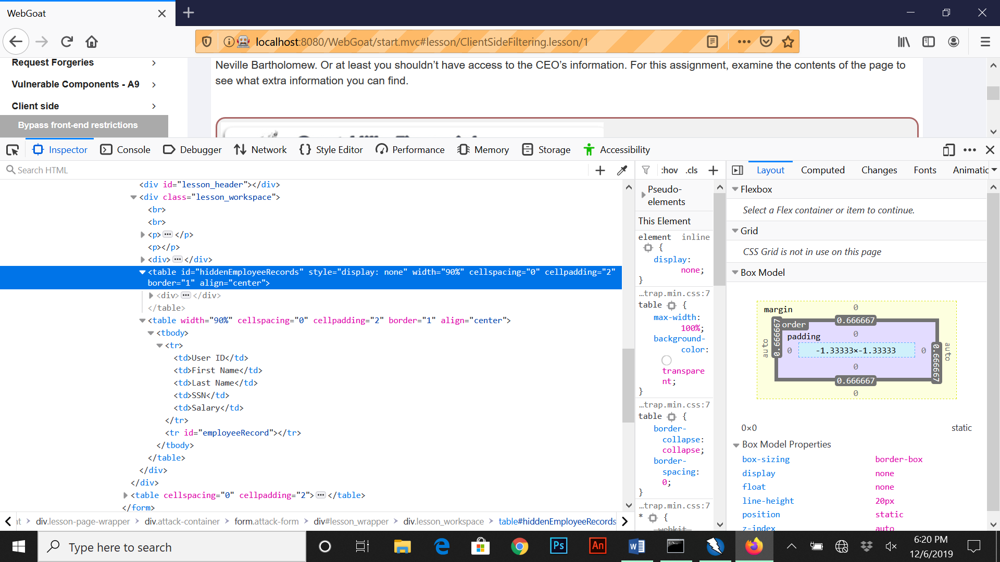 WebGoat
localhost:8080/WebGoat/start.mvc#lesson/ClientSideFiltering.lesson/1
Request Forgeries
Vulnerable Components - A9
Client side
Bypass front-end restrictions
Neville Bartholomew. Or at least you shouldn't have access to the CEO's information. For this assignment, examine the contents of the page to
see what extra information you can find.
Inspector Console Debugger Network Style Editor Performance Memory Storage Accessibility
Search HTML
<div id="lesson_header"></div>
<div class="lesson_workspace">
<br>
<br>
<p>···</p>
<p></p>
<div>···</div>
<table id="hiddenEmployeeRecords" style="display: none" width="90%" cellspacing="0" cellpadding="2"
border="1" align="center">
<div>···</div>
</table>
<table width="90%" cellspacing="0" cellpadding="2" border="1" align="center">
<tbody>
<tr>
<td>User ID</td>
<td>First Name</td>
<td>Last Name</td>
<td>SSN</td>
<td>Salary</td>
</tr>
<tr id="employeeRecord"></tr>
</tbody>
</table>
</div>
</div>
<table cellspacing="0" cellpadding="2">···</table>
</form>
div.lesson-page-wrapper div.attack-container form.attack-form div#lesson_wrapper div.lesson_workspace table#hiddenEmployeeRecords
:hov .cls +
Pseudo-
elements
This Element
element inline
{
display:
none;
}
…trap.min.css:7
table {
max-width:
100%;
background-
color:
transpare
nt;
}
…trap.min.css:7
table {
border-
collapse:
collapse;
border-
spacing:
0;
}
…trap.min.css:7
* {
-webkit-
Layout Computed Changes Fonts Animatic
Flexbox
Select a Flex container or item to continue.
Grid
CSS Grid is not in use on this page
Box Model
margin 0
order 0.666667
padding 0
auto 0.666667 0 -1.33333×-1.33333 0 0.666667 auto
0
0.666667
0
0×0 static
Box Model Properties
box-sizing border-box
display none
float none
line-height 20px
position static
z-index auto
Type here to search
Ps
An
6:20 PM
12/6/2019